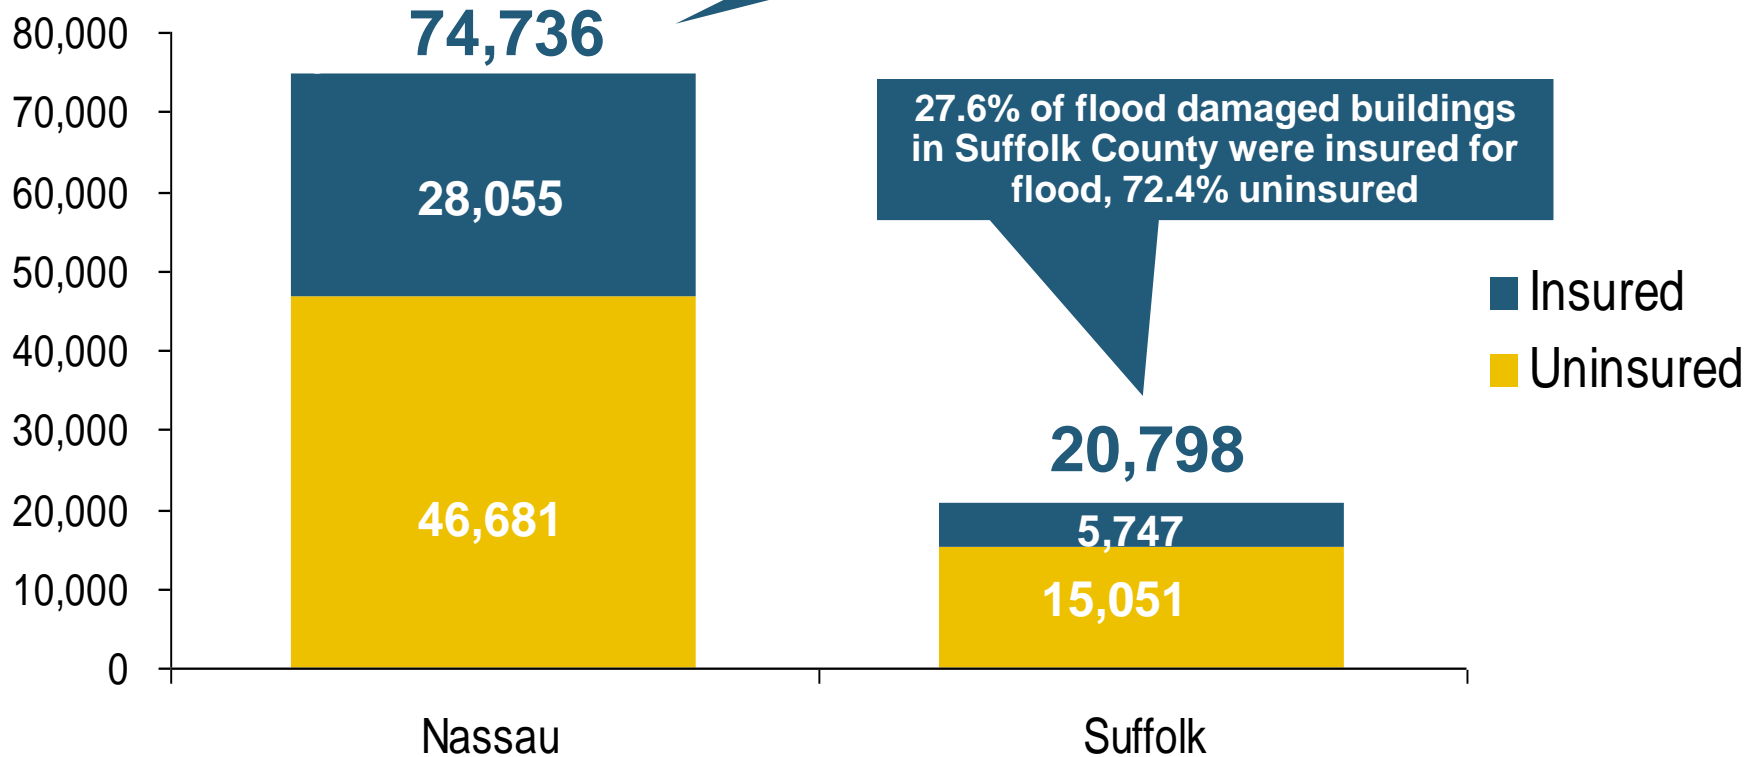 74,736
80,000
70,000
60,000
50,000
40,000
30,000
20,000
10,000
0
28,055
46,681
27.6% of flood damaged buildings
in Suffolk County were insured for
flood, 72.4% uninsured
20,798
5,747
15,051
Insured
Uninsured
Nassau
Suffolk